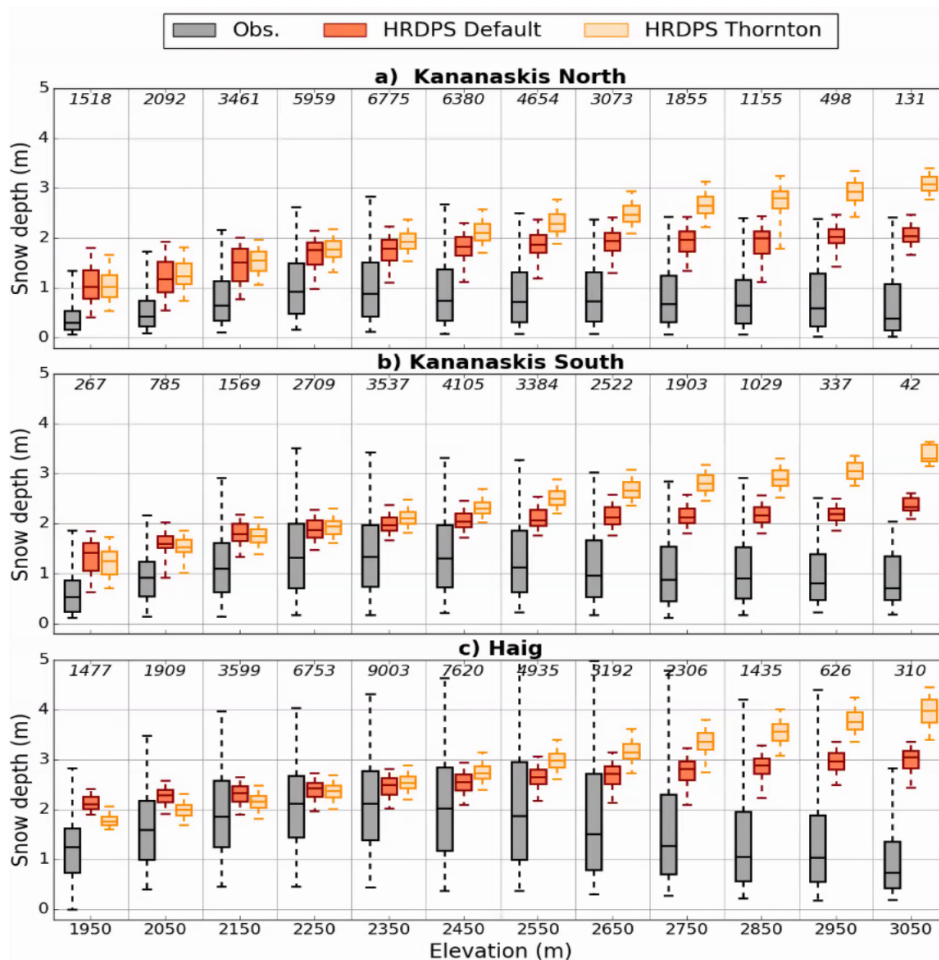 Obs. HRDPS Default HRDPS Thornton
a) Kananaskis North
5 1518 2092 3461 5959 6775 6380 4654 3073 1855 1155 498 131
4
3
2
1
0
Snow depth (m)
b) Kananaskis South
5 267 785 1569 2709 3537 4105 3384 2522 1903 1029 337 42
4
3
2
1
0
Snow depth (m)
c) Haig
5 1477 1909 3599 6753 9003 7620 4935 3192 2306 1435 626 310
4
3
2
1
0
Snow depth (m)
1950 2050 2150 2250 2350 2450 2550 2650 2750 2850 2950 3050
Elevation (m)